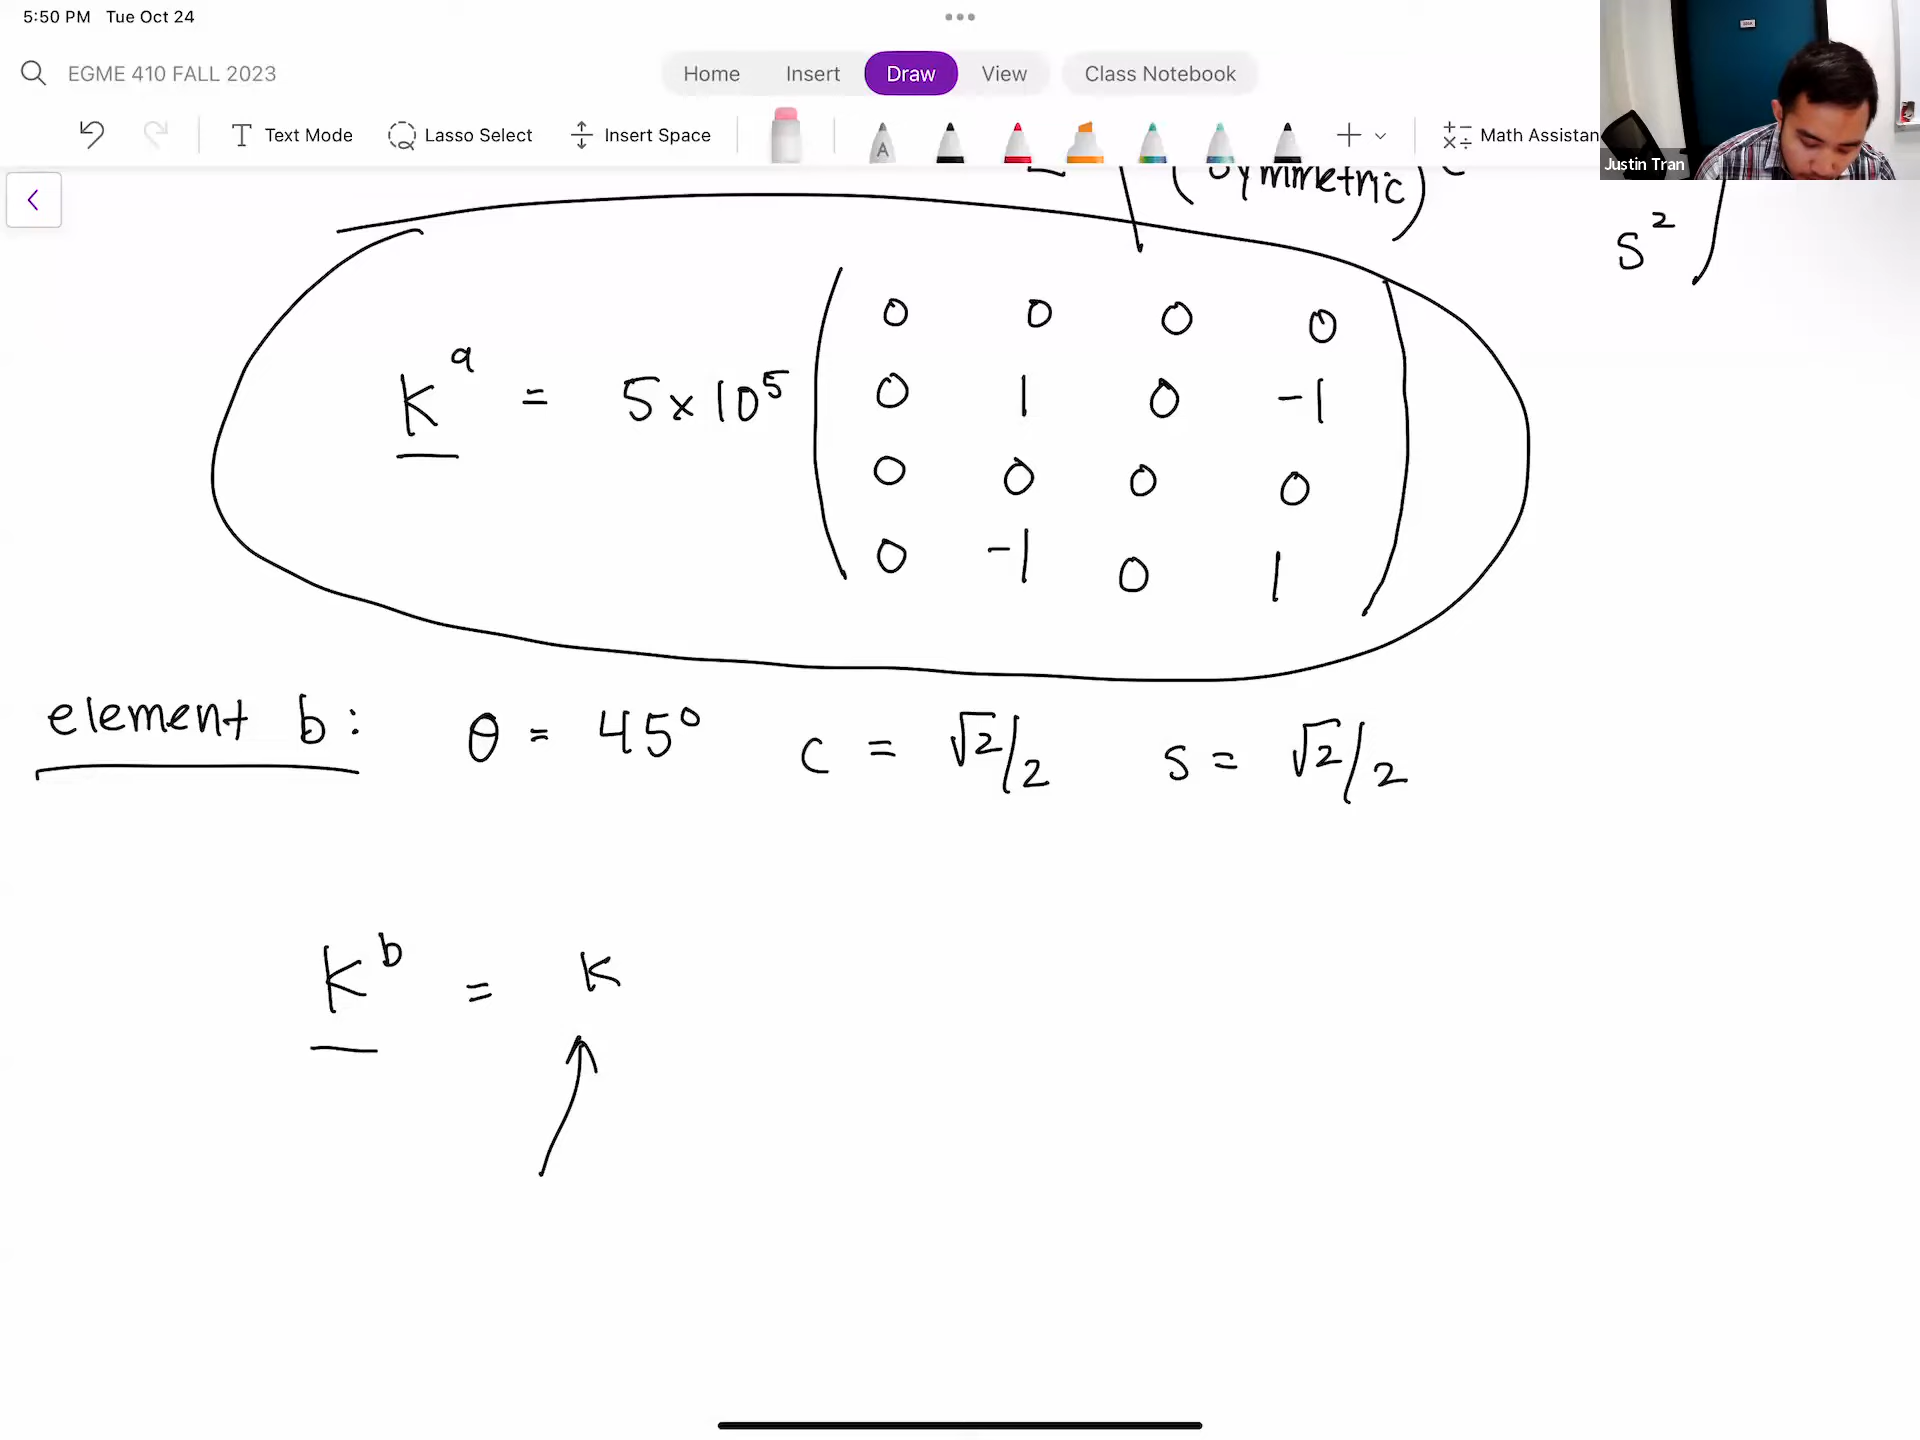 5:50 PM Tue Oct 24
EGME 410 FALL 2023
Home Insert Draw View Class Notebook
Text Mode Lasso Select Insert Space Math Assistan
Justin Tran
(Symmetric)
s²
K^a = 5×10⁵
0 0 0 0
0 1 0 -1
0 0 0 0
0 -1 0 1
element b: θ = 45° c = √2/2 s = √2/2
K^b = k